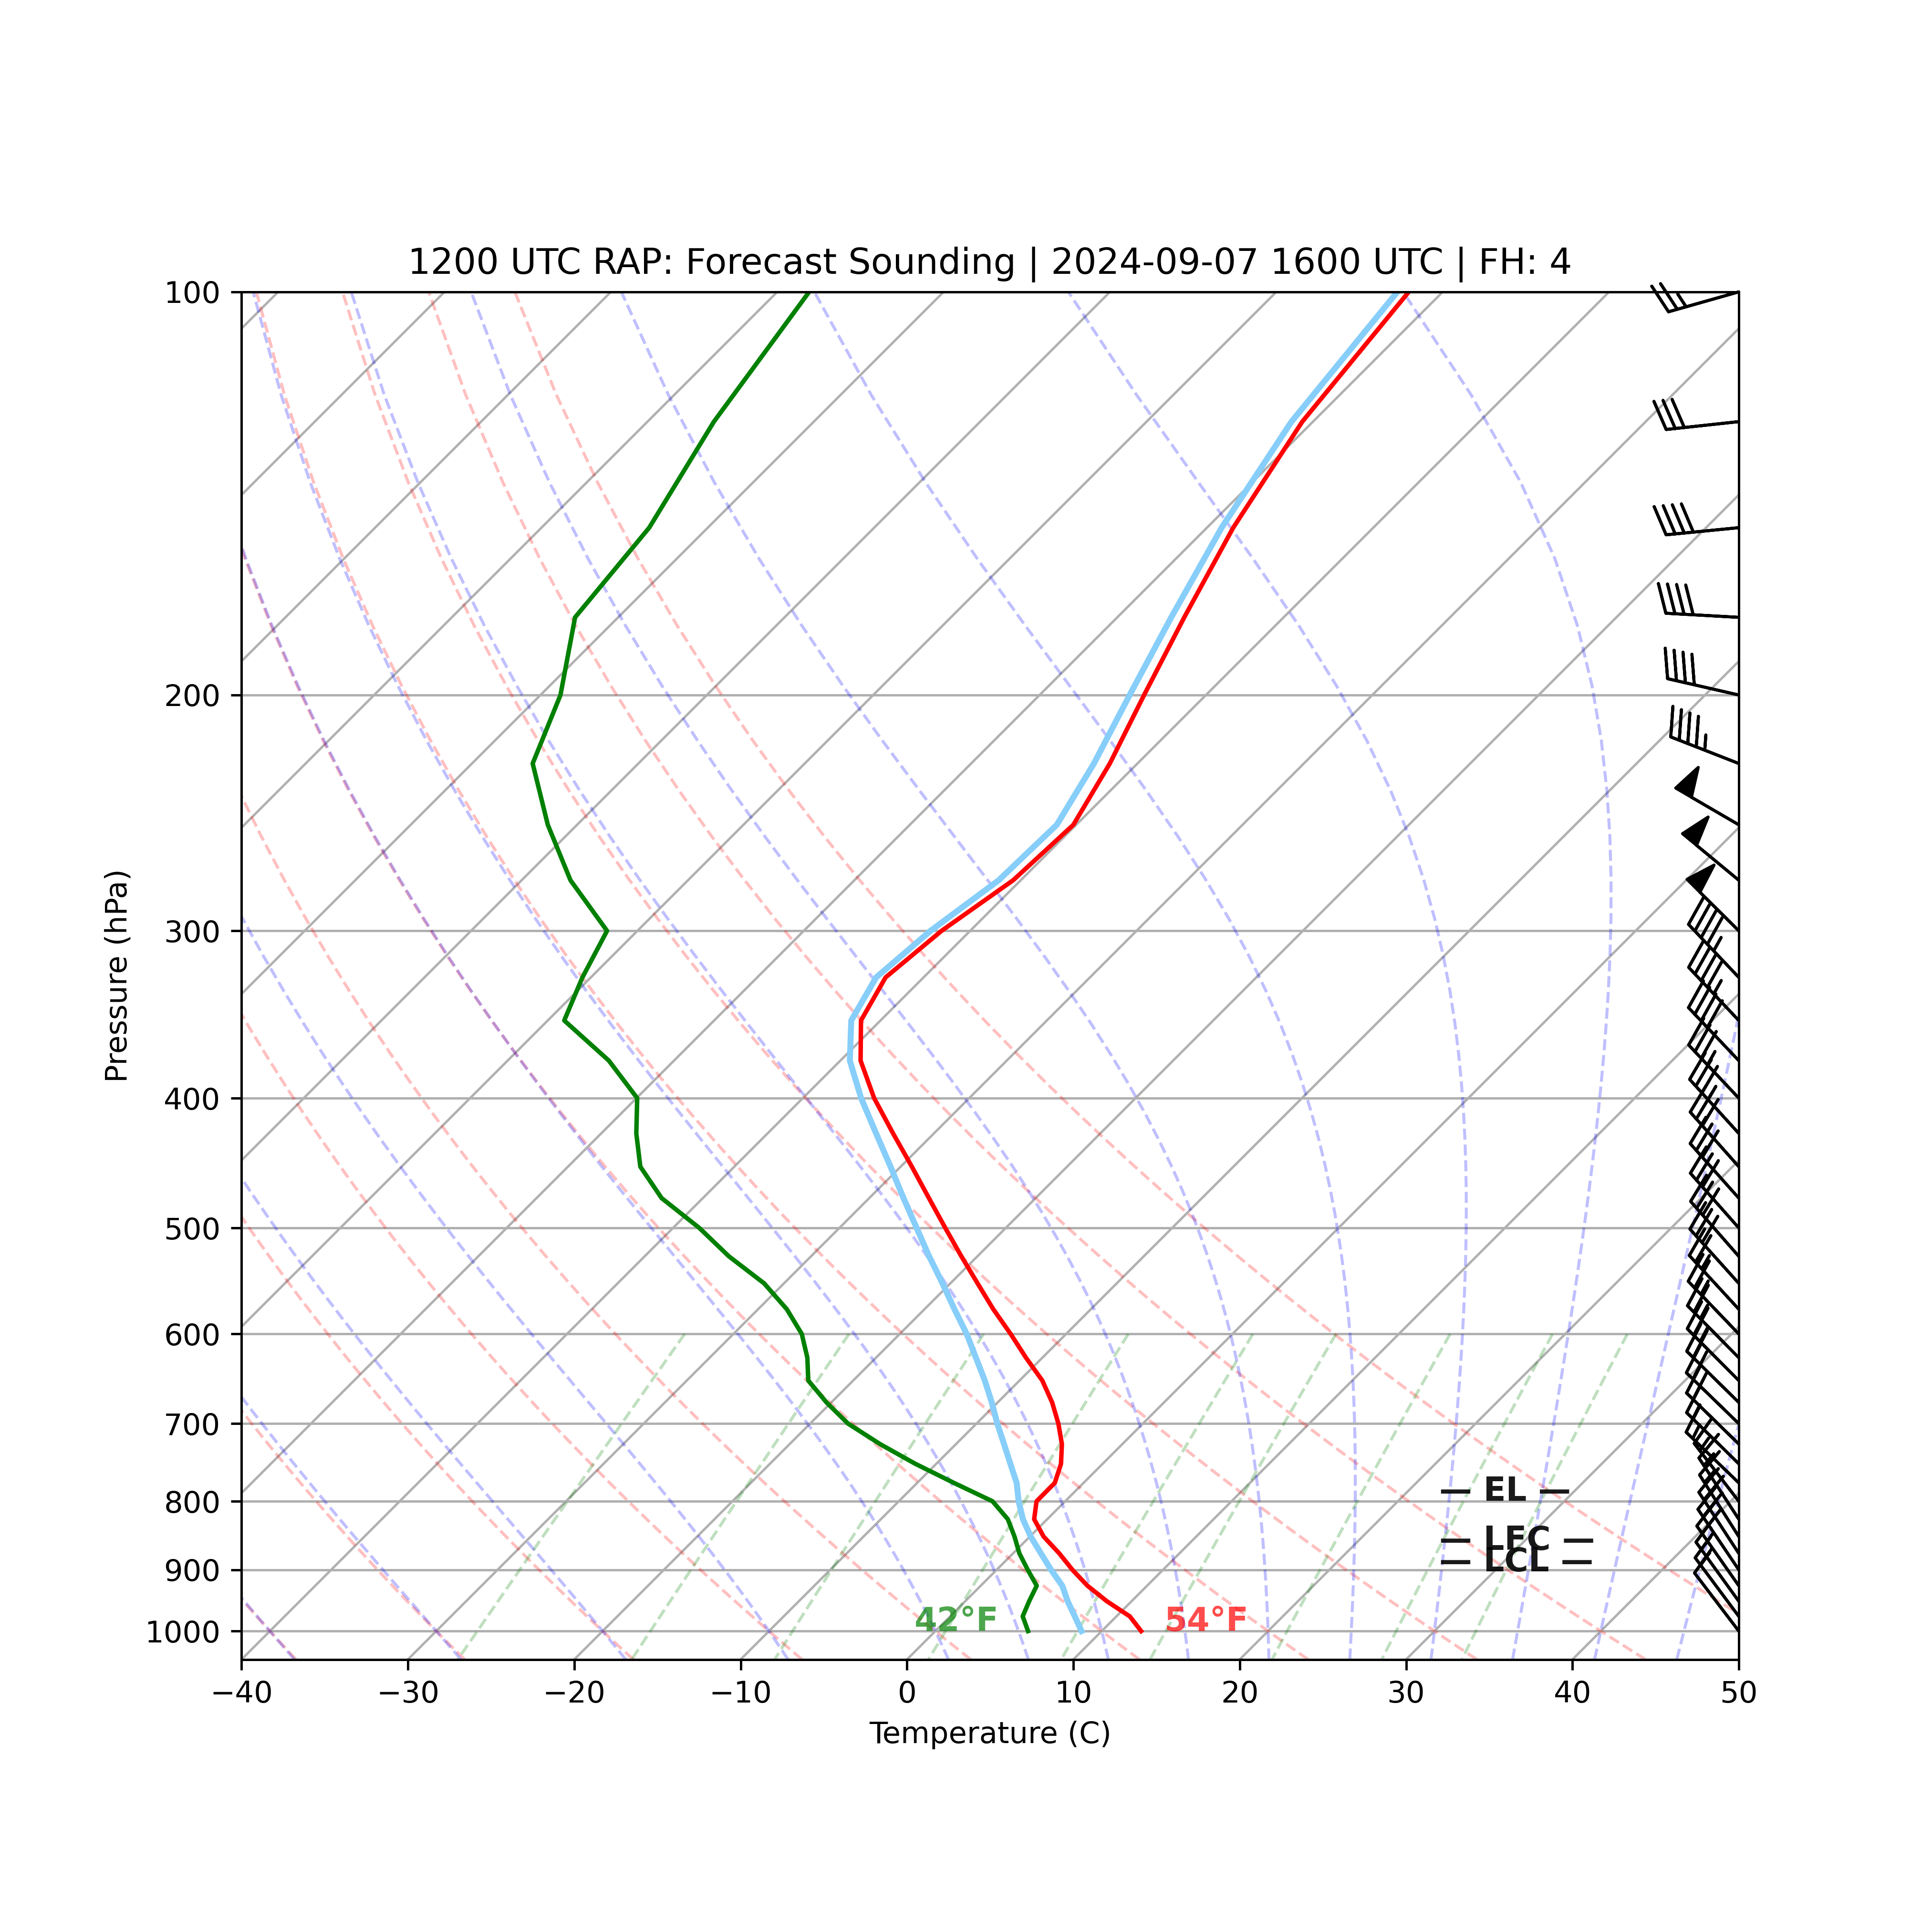 1200 UTC RAP: Forecast Sounding | 2024-09-07 1600 UTC | FH: 4
100
200
300
400
500
600
700
800
900
1000
Pressure (hPa)
— EL —
— LFC —
— LCL —
42°F
54°F
−40 −30 −20 −10 0 10 20 30 40 50
Temperature (C)